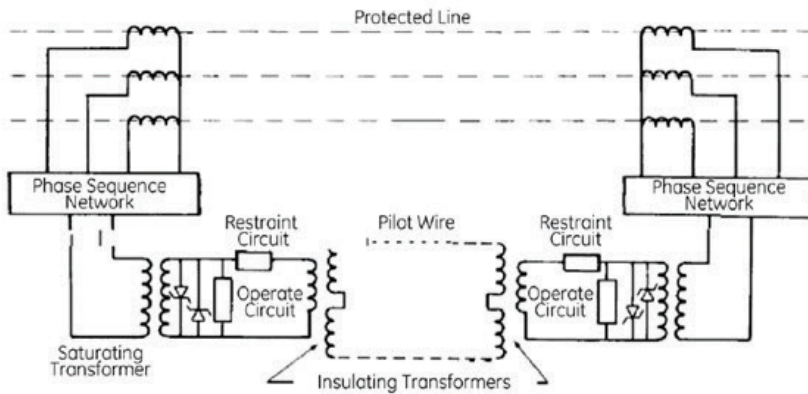 Protected Line
Phase Sequence
Network
Phase Sequence
Network
Restraint
Circuit
Pilot Wire
Restraint
Circuit
Operate
Circuit
Operate
Circuit
Saturating
Transformer
Insulating Transformers